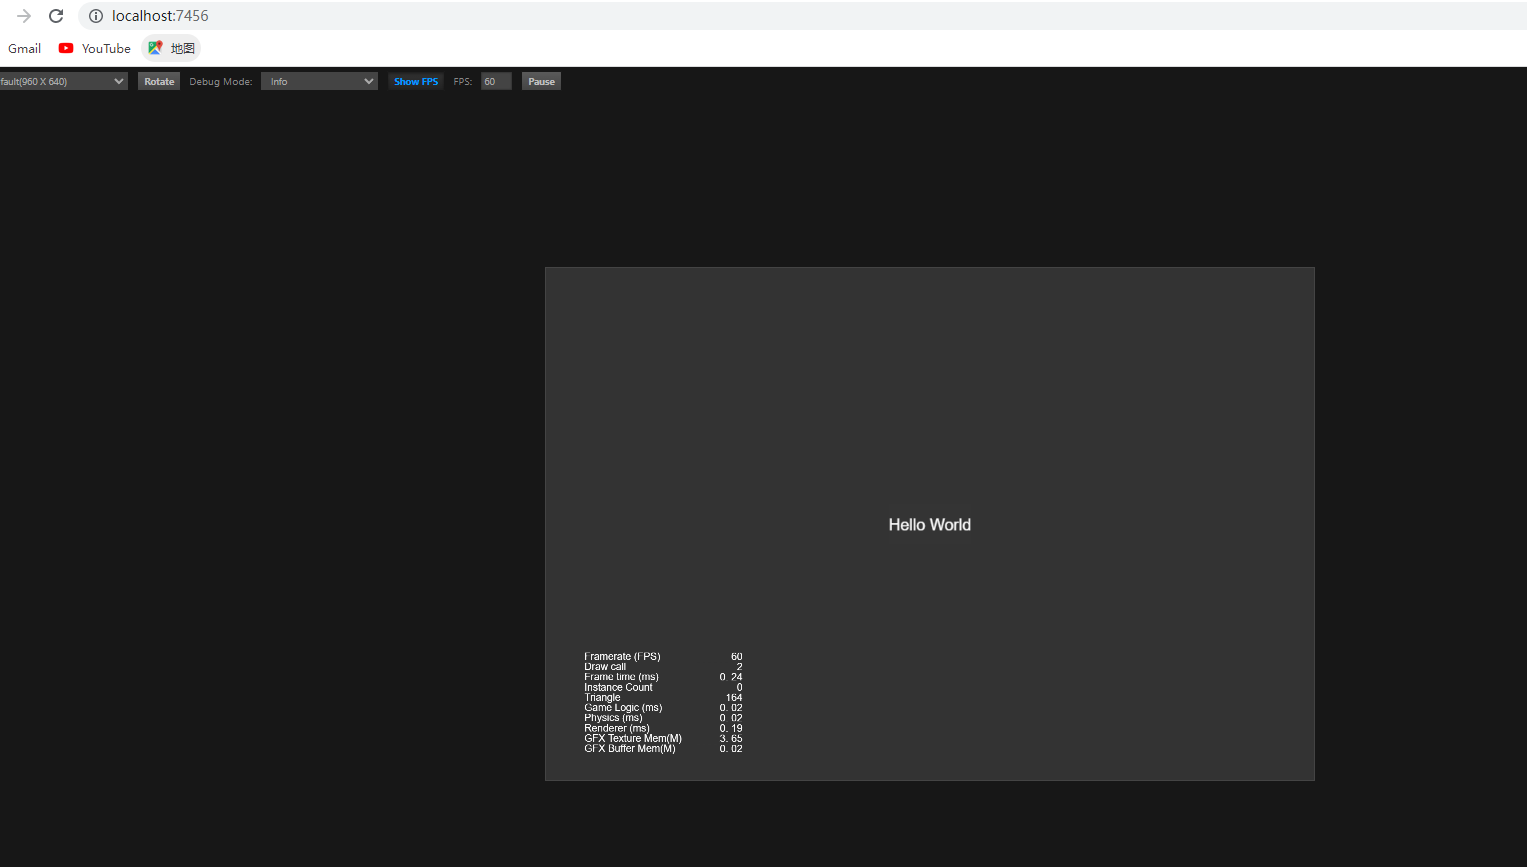 localhost:7456
Gmail YouTube 地图
fault(960 X 640) Rotate Debug Mode: Info Show FPS FPS: 60 Pause
Hello World
Framerate (FPS) 60
Draw call 2
Frame time (ms) 0. 24
Instance Count 0
Triangle 164
Game Logic (ms) 0. 02
Physics (ms) 0. 02
Renderer (ms) 0. 19
GFX Texture Mem(M) 3. 65
GFX Buffer Mem(M) 0. 02